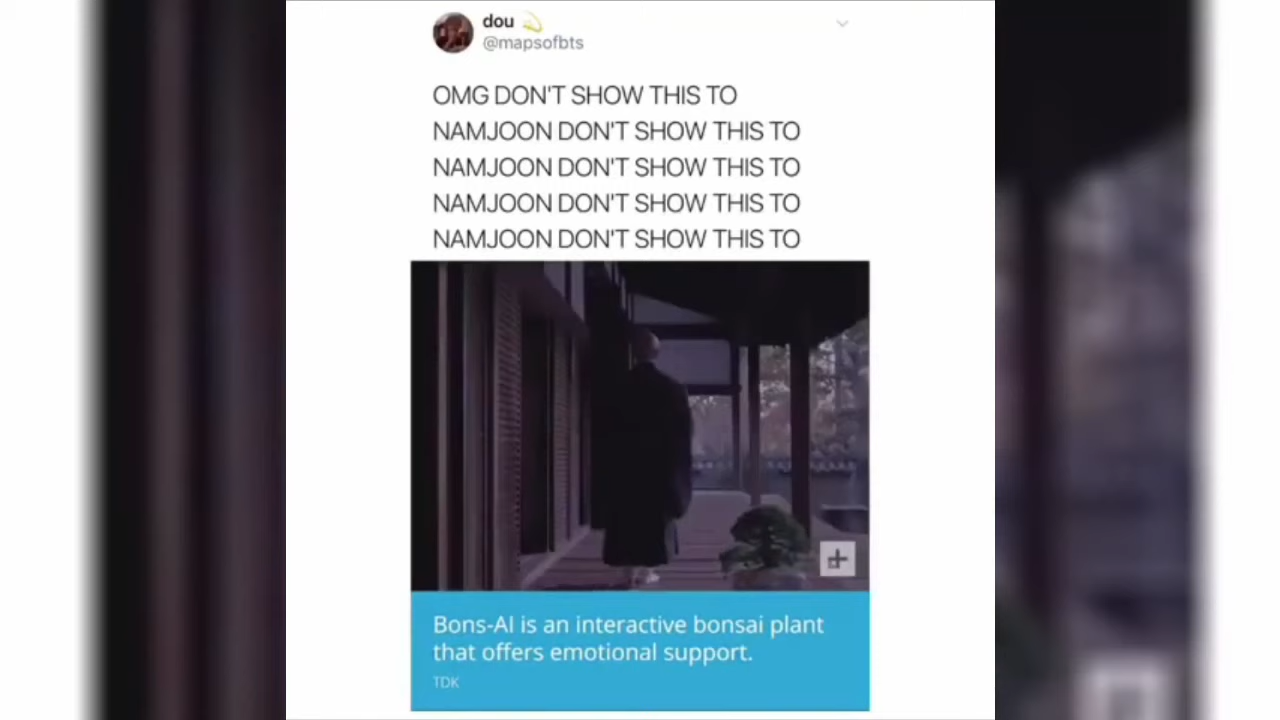 dou 💫
@mapsofbts
OMG DON'T SHOW THIS TO
NAMJOON DON'T SHOW THIS TO
NAMJOON DON'T SHOW THIS TO
NAMJOON DON'T SHOW THIS TO
NAMJOON DON'T SHOW THIS TO
Bons-AI is an interactive bonsai plant
that offers emotional support.
TDK